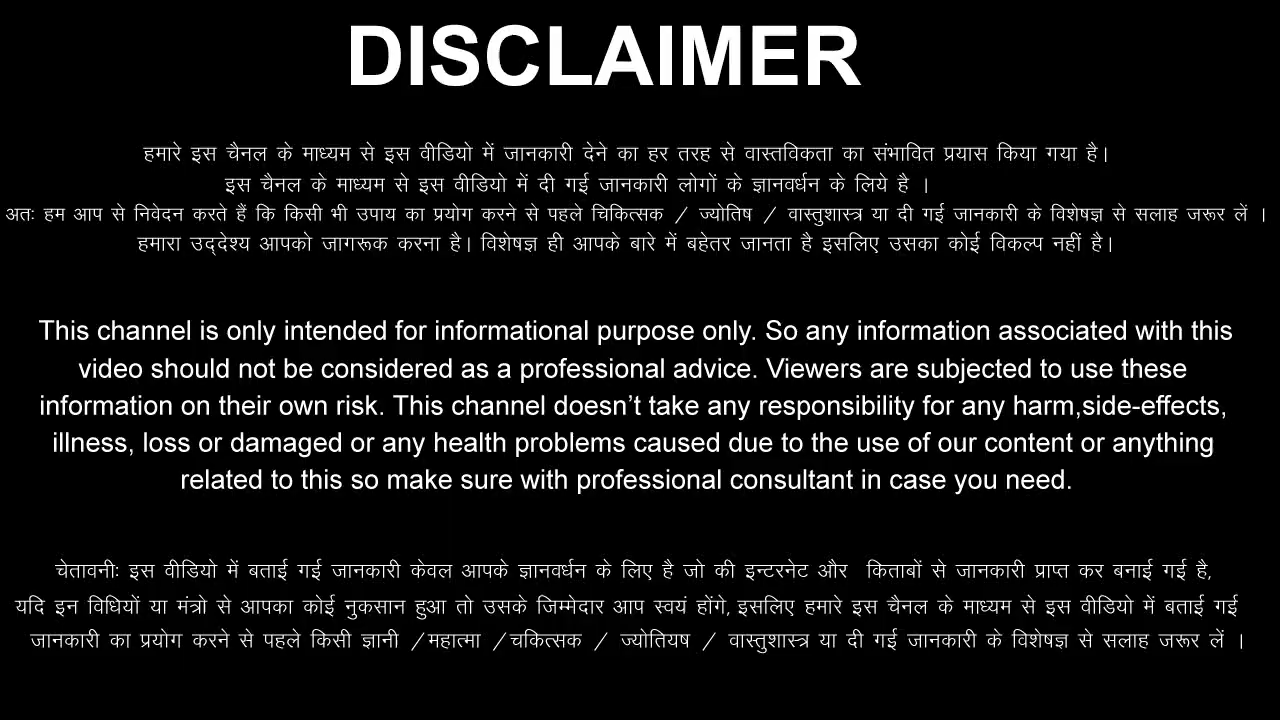 DISCLAIMER
हमारे इस चैनल के माध्यम से इस वीडियो में जानकारी देने का हर तरह से वास्तविकता का संभावित प्रयास किया गया है।
इस चैनल के माध्यम से इस वीडियो में दी गई जानकारी लोगों के ज्ञानवर्धन के लिये है ।
अतः हम आप से निवेदन करते हैं कि किसी भी उपाय का प्रयोग करने से पहले चिकित्सक / ज्योतिष / वास्तुशास्त्र या दी गई जानकारी के विशेषज्ञ से सलाह जरूर लें ।
हमारा उद्देश्य आपको जागरूक करना है। विशेषज्ञ ही आपके बारे में बहेतर जानता है इसलिए उसका कोई विकल्प नहीं है।
This channel is only intended for informational purpose only. So any information associated with this
video should not be considered as a professional advice. Viewers are subjected to use these
information on their own risk. This channel doesn’t take any responsibility for any harm,side-effects,
illness, loss or damaged or any health problems caused due to the use of our content or anything
related to this so make sure with professional consultant in case you need.
चेतावनीः इस वीडियो में बताई गई जानकारी केवल आपके ज्ञानवर्धन के लिए है जो की इन्टरनेट और किताबों से जानकारी प्राप्त कर बनाई गई है,
यदि इन विधियों या मंत्रो से आपका कोई नुकसान हुआ तो उसके जिम्मेदार आप स्वयं होंगे, इसलिए हमारे इस चैनल के माध्यम से इस वीडियो में बताई गई
जानकारी का प्रयोग करने से पहले किसी ज्ञानी /महात्मा /चकित्सक / ज्योतियष / वास्तुशास्त्र या दी गई जानकारी के विशेषज्ञ से सलाह जरूर लें ।